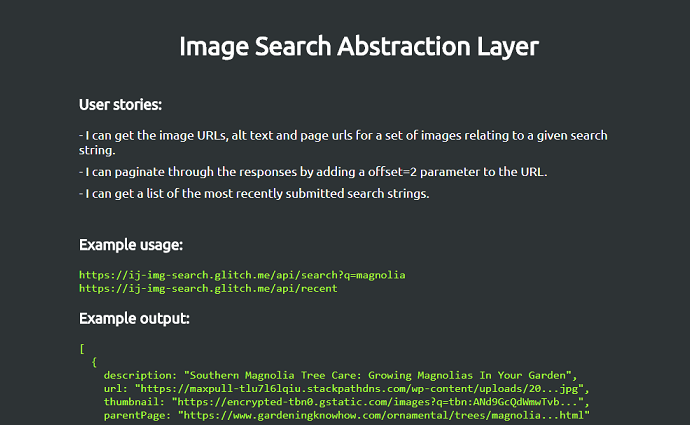 Image Search Abstraction Layer
User stories:
- I can get the image URLs, alt text and page urls for a set of images relating to a given search
string.
- I can paginate through the responses by adding a offset=2 parameter to the URL.
- I can get a list of the most recently submitted search strings.
Example usage:
https://ij-img-search.glitch.me/api/search?q=magnolia
https://ij-img-search.glitch.me/api/recent
Example output:
[
{
description: "Southern Magnolia Tree Care: Growing Magnolias In Your Garden",
url: "https://maxpull-tlu7l6lqiu.stackpathdns.com/wp-content/uploads/20...jpg",
thumbnail: "https://encrypted-tbn0.gstatic.com/images?q=tbn:ANd9GcQdWmwTvb...",
parentPage: "https://www.gardeningknowhow.com/ornamental/trees/magnolia...html"